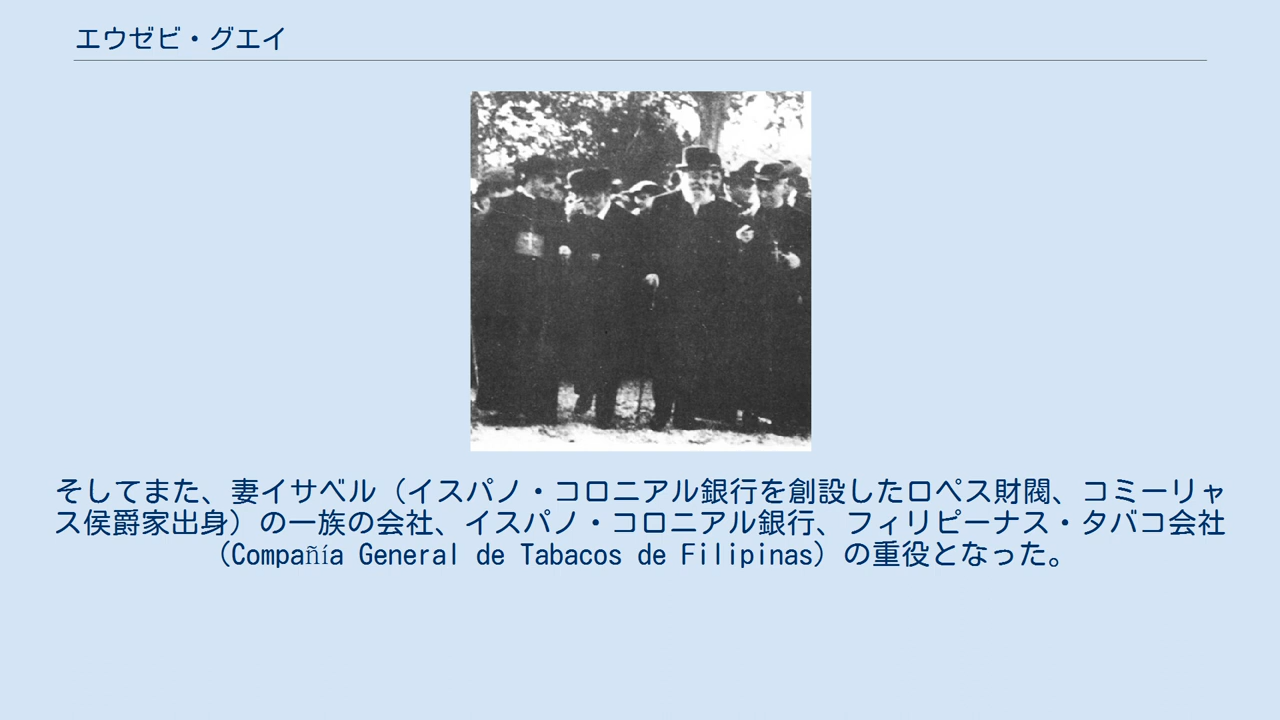 エウゼビ・グエイ
そしてまた、妻イサベル（イスパノ・コロニアル銀行を創設したロペス財閥、コミーリャ
ス侯爵家出身）の一族の会社、イスパノ・コロニアル銀行、フィリピーナス・タバコ会社
（Compañía General de Tabacos de Filipinas）の重役となった。